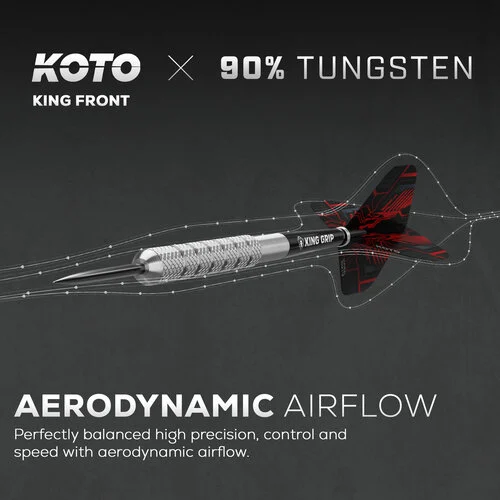 KOTO × 90% TUNGSTEN
KING FRONT
KING GRIP
AERODYNAMIC AIRFLOW
Perfectly balanced high precision, control and
speed with aerodynamic airflow.